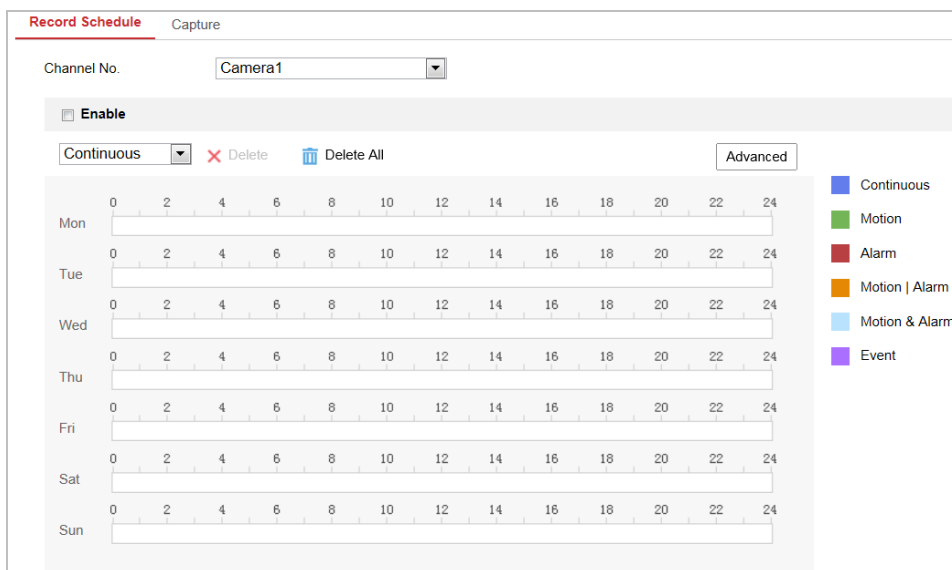 Record Schedule Capture
Channel No. Camera1
Enable
Continuous Delete Delete All Advanced
0 2 4 6 8 10 12 14 16 18 20 22 24
Mon
0 2 4 6 8 10 12 14 16 18 20 22 24
Tue
0 2 4 6 8 10 12 14 16 18 20 22 24
Wed
0 2 4 6 8 10 12 14 16 18 20 22 24
Thu
0 2 4 6 8 10 12 14 16 18 20 22 24
Fri
0 2 4 6 8 10 12 14 16 18 20 22 24
Sat
0 2 4 6 8 10 12 14 16 18 20 22 24
Sun
Continuous
Motion
Alarm
Motion | Alarm
Motion & Alarm
Event